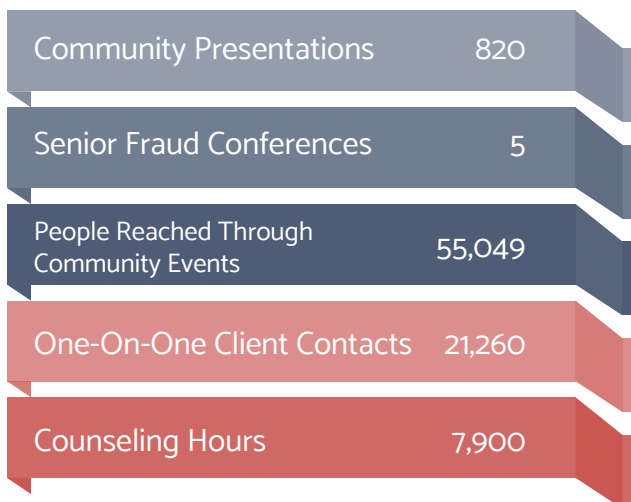 Community Presentations 820
Senior Fraud Conferences 5
People Reached Through
Community Events 55,049
One-On-One Client Contacts 21,260
Counseling Hours 7,900